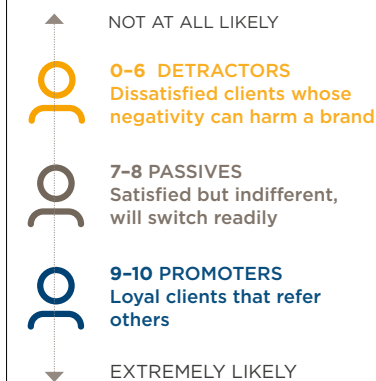 NOT AT ALL LIKELY
0–6 DETRACTORS
Dissatisfied clients whose
negativity can harm a brand
7–8 PASSIVES
Satisfied but indifferent,
will switch readily
9–10 PROMOTERS
Loyal clients that refer
others
EXTREMELY LIKELY